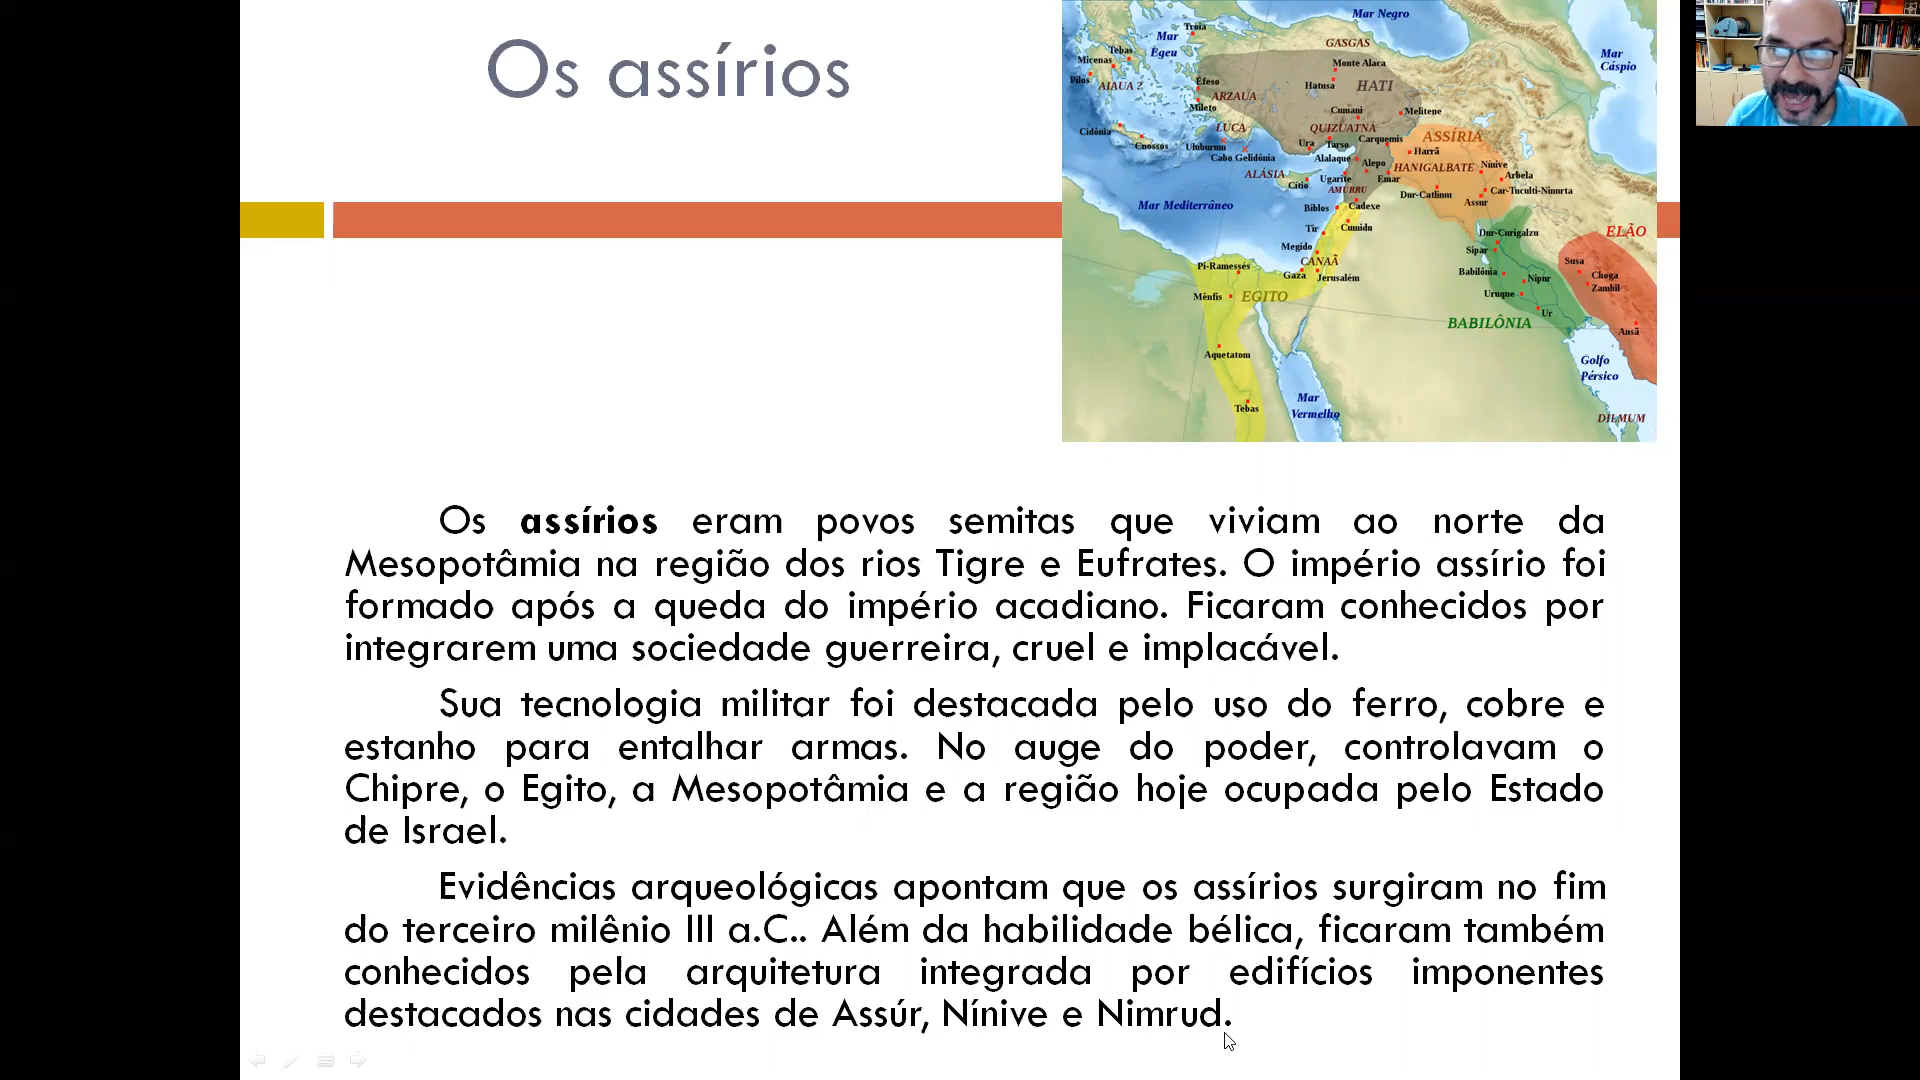 Os assírios
Mar Negro
Troia
Mar
Egeu
GASGAS
Tebas
Micenas
Monte Alaca
Mar
Cáspio
Pilos
AIAUA ?
Éfeso
Hatusa
HATI
ARZAUA
Mileto
Cumani
Melitene
Cidónia
LUCA
QUIZUATNA
ASSÍRIA
Cnossos
Uluburum
Ura
Tarso
Carquemis
Harrã
Cabo Gelidónia
Alalaque
Alepo
HANIGALBATE
Nínive
ALÁSIA
Cítio
Ugarite
Emar
Arbela
AMURRU
Dur-Catlimu
Car-Tuculti-Ninurta
Mar Mediterrâneo
Biblos
Cadexe
Assur
Tir
Cumidu
Dur-Curigalzu
ELÃO
Megido
Sipar
CANAÃ
Susa
Pi-Ramessés
Gaza
Jerusalém
Babilónia
Nipur
Choga
Zambil
Mênfis
EGITO
Uruque
Ur
BABILÔNIA
Ansã
Aquetatom
Golfo
Pérsico
Mar
Vermelho
Tebas
DILMUM
Os assírios eram povos semitas que viviam ao norte da
Mesopotâmia na região dos rios Tigre e Eufrates. O império assírio foi
formado após a queda do império acadiano. Ficaram conhecidos por
integrarem uma sociedade guerreira, cruel e implacável.
Sua tecnologia militar foi destacada pelo uso do ferro, cobre e
estanho para entalhar armas. No auge do poder, controlavam o
Chipre, o Egito, a Mesopotâmia e a região hoje ocupada pelo Estado
de Israel.
Evidências arqueológicas apontam que os assírios surgiram no fim
do terceiro milênio III a.C.. Além da habilidade bélica, ficaram também
conhecidos pela arquitetura integrada por edifícios imponentes
destacados nas cidades de Assúr, Nínive e Nimrud.